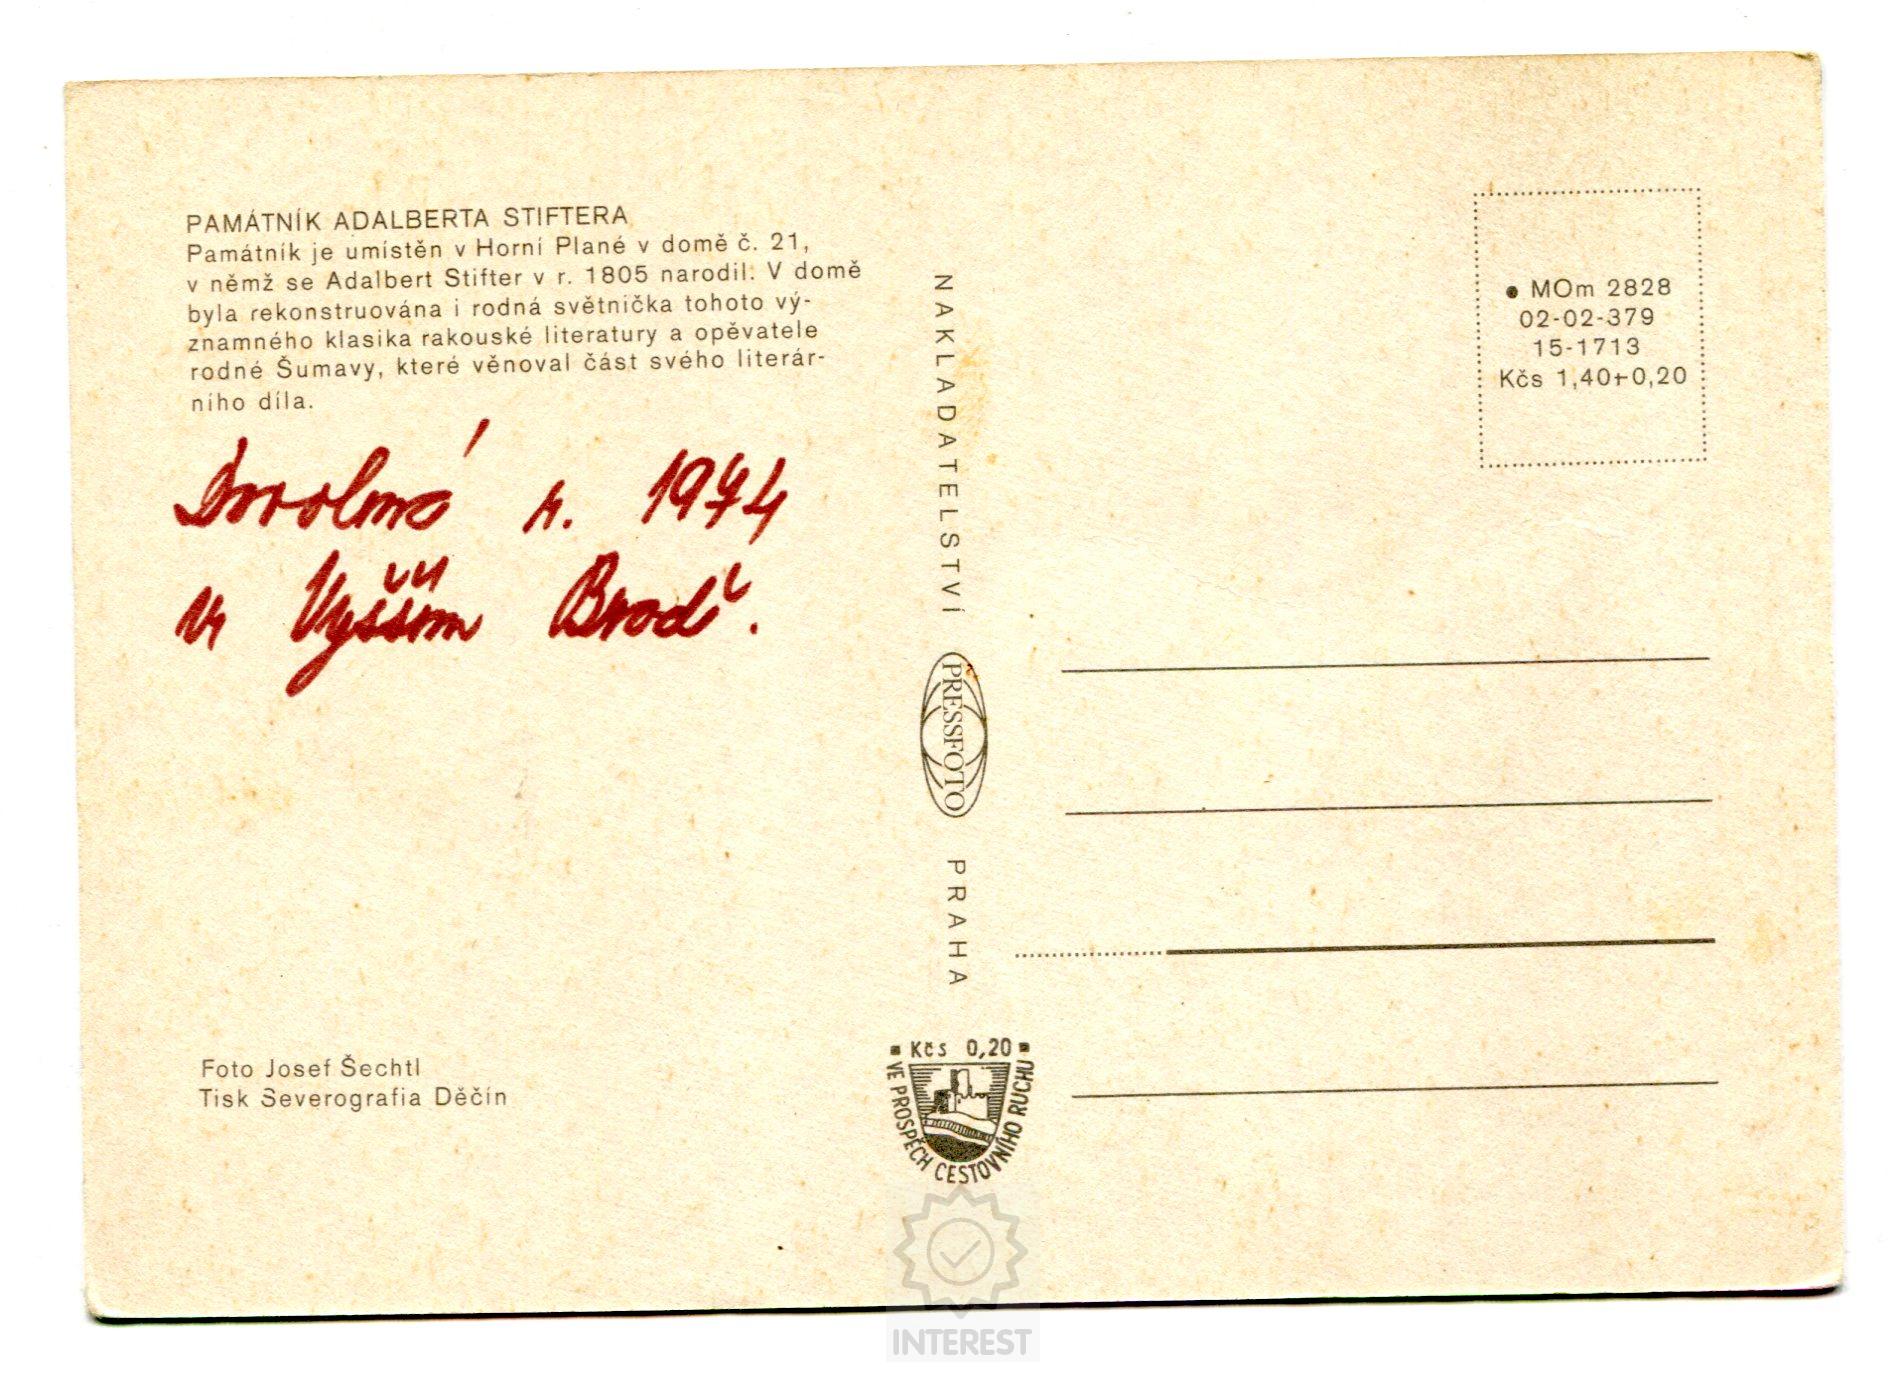 PAMÁTNÍK ADALBERTA STIFTERA
Památník je umístěn v Horní Plané v domě č. 21,
v němž se Adalbert Stifter v r. 1805 narodil. V domě
byla rekonstruována i rodná světnička tohoto vý-
znamného klasika rakouské literatury a opěvatele
rodné Šumavy, které věnoval část svého literár-
ního díla.
Dovolená r. 1974
v Vyšším Brodě.
Foto Josef Šechtl
Tisk Severografia Děčín
NAKLADATELSTVÍ
PRESSFOTO
PRAHA
Kčs 0,20
VE PROSPĚCH CESTOVNÍHO RUCHU
● MOm 2828
02-02-379
15-1713
Kčs 1,40+0,20
INTEREST